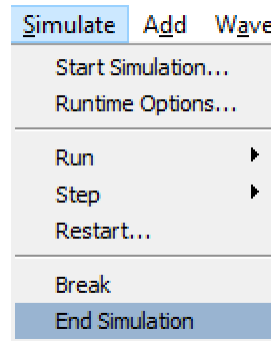 Simulate Add Wave
Start Simulation...
Runtime Options...
Run
Step
Restart...
Break
End Simulation